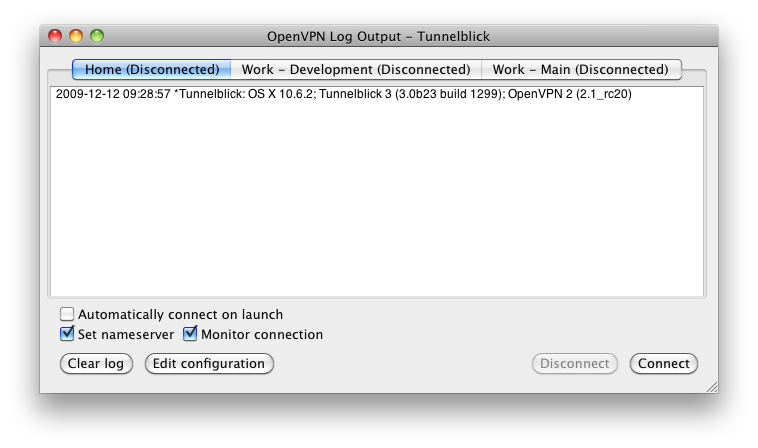 OpenVPN Log Output – Tunnelblick
Home (Disconnected) Work – Development (Disconnected) Work – Main (Disconnected)
2009-12-12 09:28:57 *Tunnelblick: OS X 10.6.2; Tunnelblick 3 (3.0b23 build 1299); OpenVPN 2 (2.1_rc20)
Automatically connect on launch
Set nameserver Monitor connection
Clear log Edit configuration Disconnect Connect